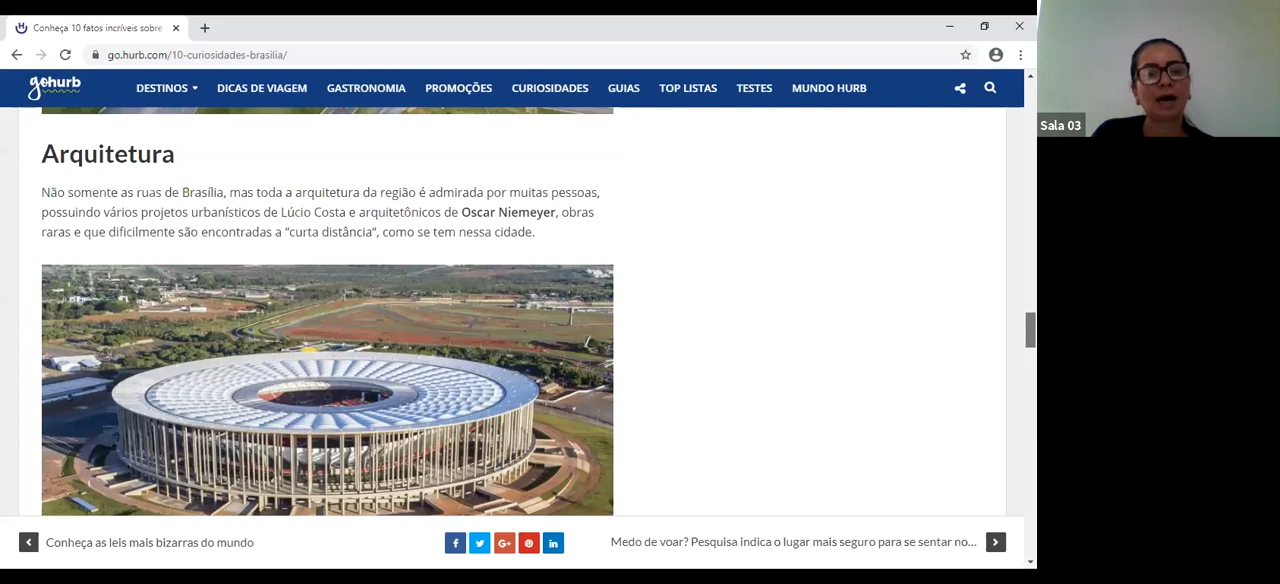 Conheça 10 fatos incríveis sobre
go.hurb.com/10-curiosidades-brasilia/
gohurb
DESTINOS
DICAS DE VIAGEM
GASTRONOMIA
PROMOÇÕES
CURIOSIDADES
GUIAS
TOP LISTAS
TESTES
MUNDO HURB
Sala 03
Arquitetura
Não somente as ruas de Brasília, mas toda a arquitetura da região é admirada por muitas pessoas,
possuindo vários projetos urbanísticos de Lúcio Costa e arquitetônicos de Oscar Niemeyer, obras
raras e que dificilmente são encontradas a “curta distância”, como se tem nessa cidade.
Conheça as leis mais bizarras do mundo
f
G+
in
Medo de voar? Pesquisa indica o lugar mais seguro para se sentar no...